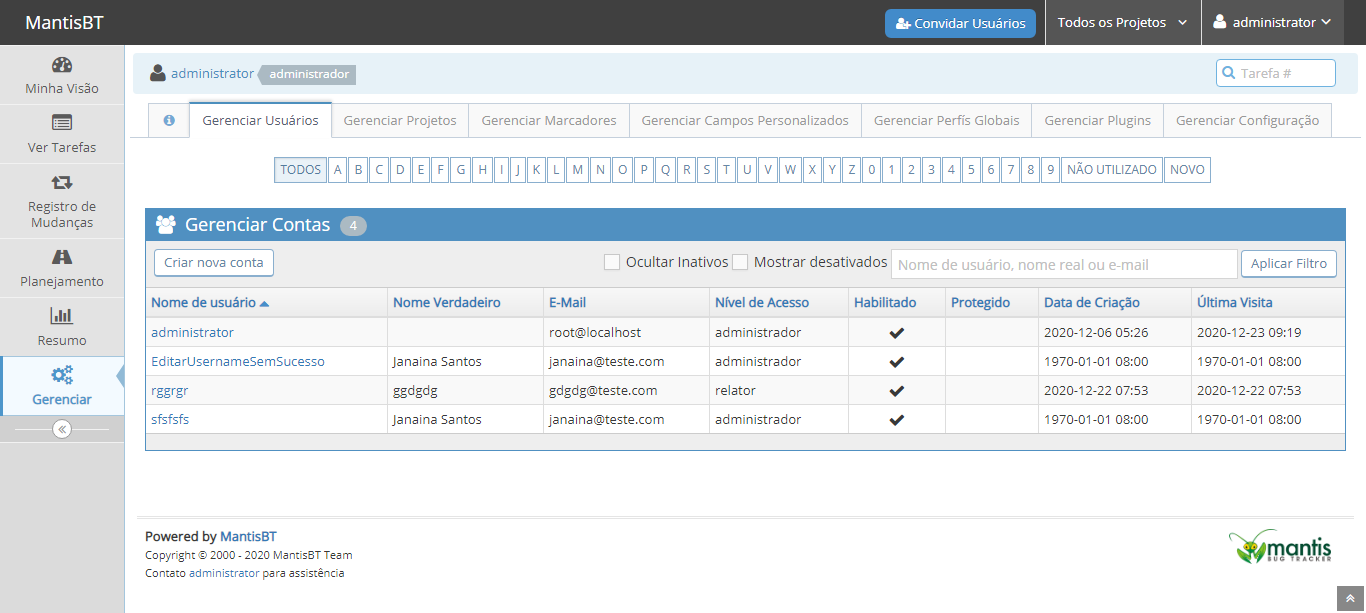 MantisBT
Convidar Usuários
Todos os Projetos
administrator
Minha Visão
Ver Tarefas
Registro de
Mudanças
Planejamento
Resumo
Gerenciar
administrator administrador
Tarefa #
Gerenciar Usuários Gerenciar Projetos Gerenciar Marcadores Gerenciar Campos Personalizados Gerenciar Perfís Globais Gerenciar Plugins Gerenciar Configuração
TODOS A B C D E F G H I J K L M N O P Q R S T U V W X Y Z 0 1 2 3 4 5 6 7 8 9 NÃO UTILIZADO NOVO
Gerenciar Contas 4
Criar nova conta Ocultar Inativos Mostrar desativados Nome de usuário, nome real ou e-mail Aplicar Filtro
Nome de usuário Nome Verdadeiro E-Mail Nível de Acesso Habilitado Protegido Data de Criação Última Visita
administrator root@localhost administrador 2020-12-06 05:26 2020-12-23 09:19
EditarUsernameSemSucesso Janaina Santos janaina@teste.com administrador 1970-01-01 08:00 1970-01-01 08:00
rggrgr ggdgdg gdgdg@teste.com relator 2020-12-22 07:53 2020-12-22 07:53
sfsfsfs Janaina Santos janaina@teste.com administrador 1970-01-01 08:00 1970-01-01 08:00
Powered by MantisBT
Copyright © 2000 - 2020 MantisBT Team
Contato administrator para assistência
mantis
BUG TRACKER